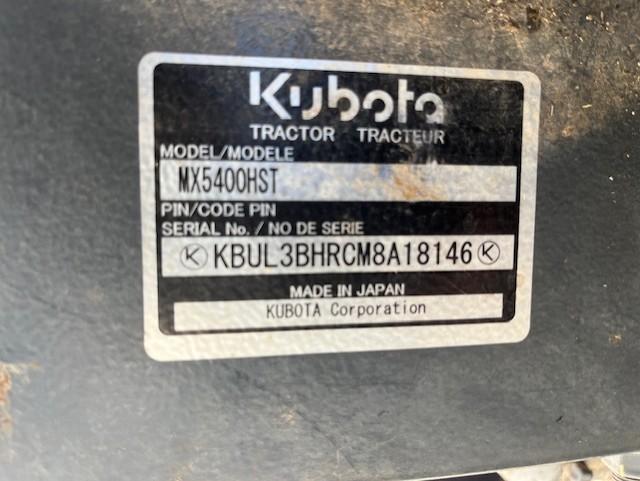 Kubota
TRACTOR TRACTEUR
MODEL/MODELE
MX5400HST
PIN/CODE PIN
SERIAL No. / NO DE SERIE
KBUL3BHRCM8A18146
MADE IN JAPAN
KUBOTA Corporation